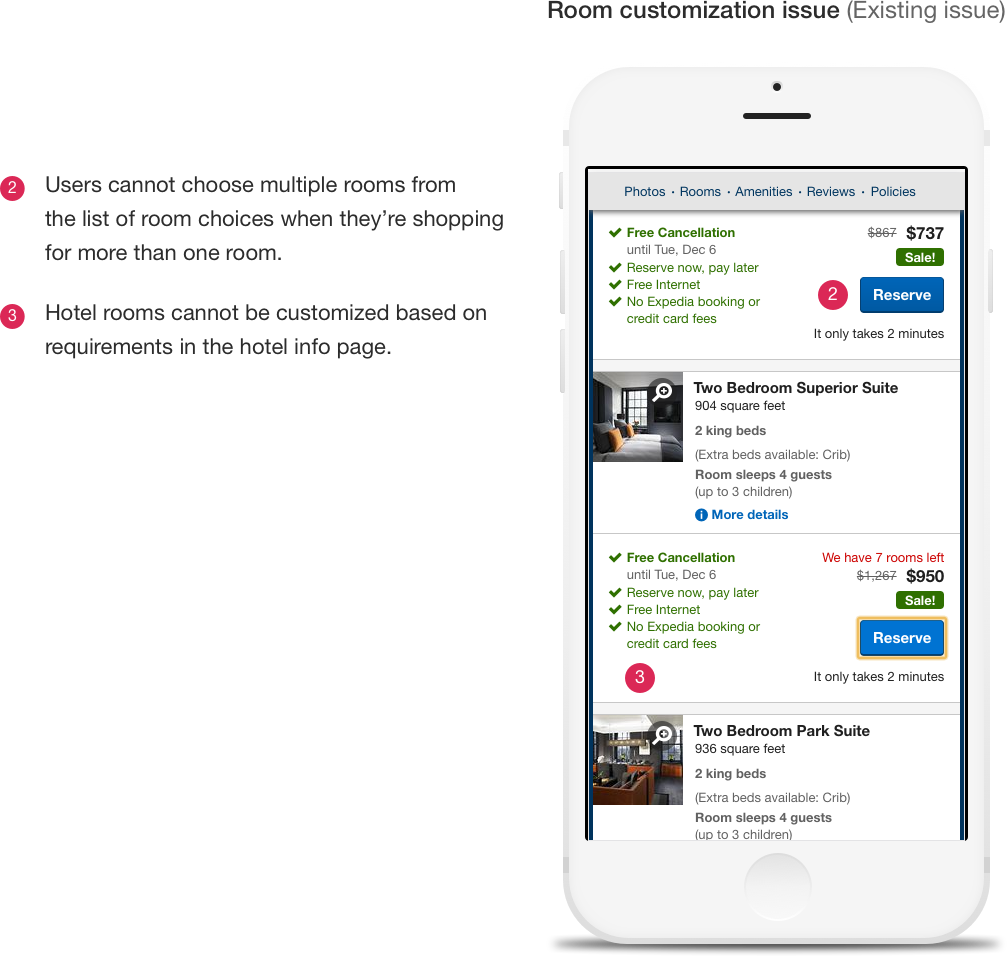 Room customization issue (Existing issue)
2 Users cannot choose multiple rooms from
the list of room choices when they’re shopping
for more than one room.
3 Hotel rooms cannot be customized based on
requirements in the hotel info page.
Photos · Rooms · Amenities · Reviews · Policies
Free Cancellation
until Tue, Dec 6
Reserve now, pay later
Free Internet
No Expedia booking or
credit card fees
$867 $737
Sale!
2 Reserve
It only takes 2 minutes
Two Bedroom Superior Suite
904 square feet
2 king beds
(Extra beds available: Crib)
Room sleeps 4 guests
(up to 3 children)
More details
Free Cancellation
until Tue, Dec 6
Reserve now, pay later
Free Internet
No Expedia booking or
credit card fees
We have 7 rooms left
$1,267 $950
Sale!
Reserve
It only takes 2 minutes
3
Two Bedroom Park Suite
936 square feet
2 king beds
(Extra beds available: Crib)
Room sleeps 4 guests
(up to 3 children)